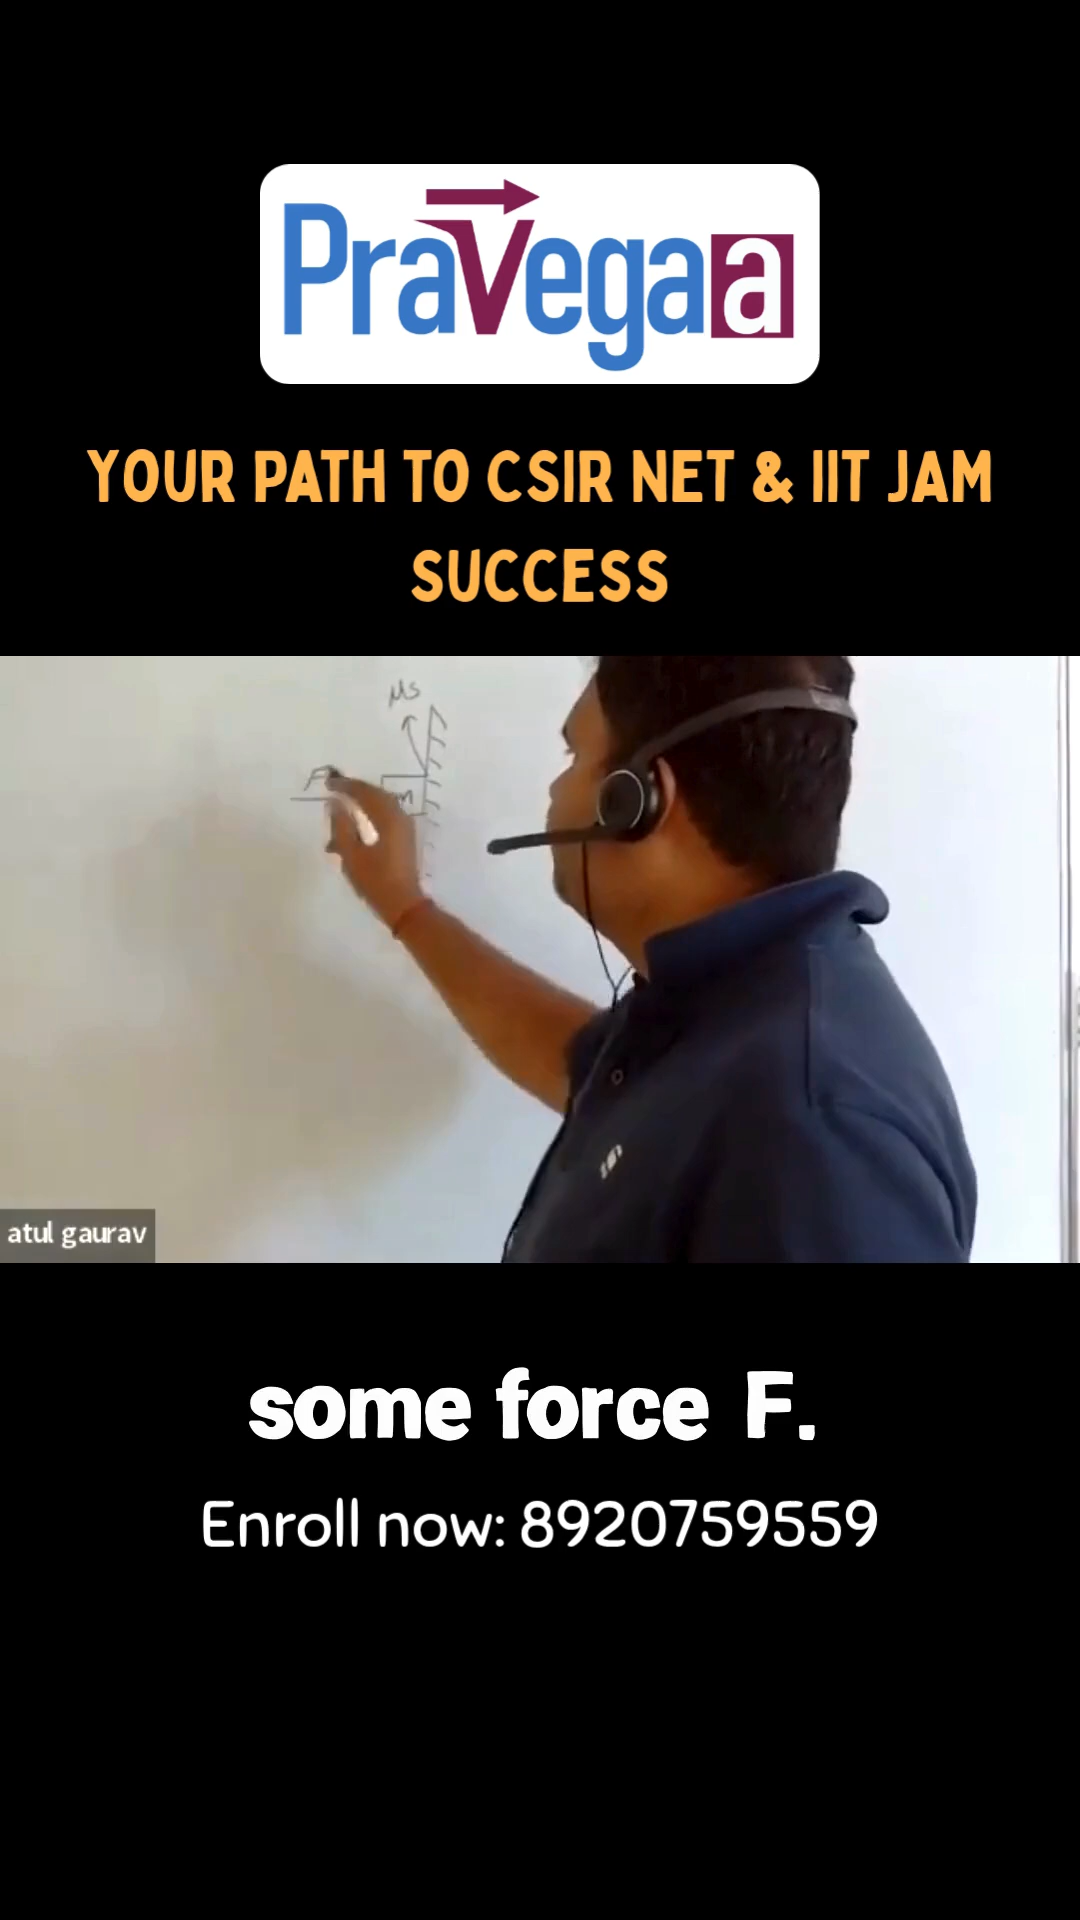 Pravegaa
YOUR PATH TO CSIR NET & IIT JAM
SUCCESS
μs
F
m
atul gaurav
some force F.
Enroll now: 8920759559